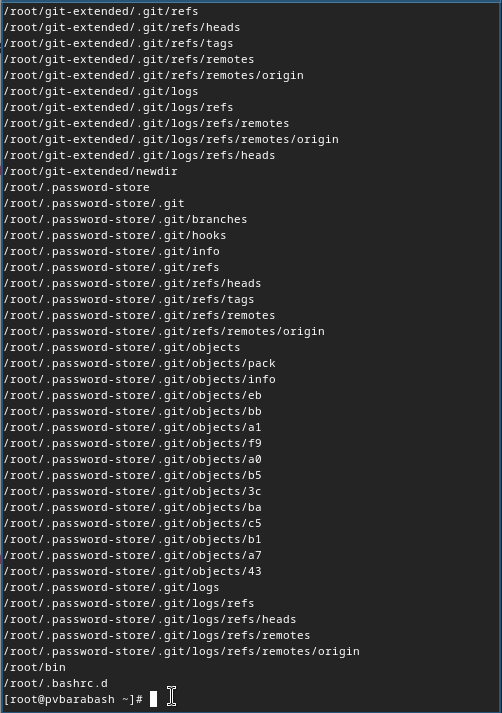 /root/git-extended/.git/refs
/root/git-extended/.git/refs/heads
/root/git-extended/.git/refs/tags
/root/git-extended/.git/refs/remotes
/root/git-extended/.git/refs/remotes/origin
/root/git-extended/.git/logs
/root/git-extended/.git/logs/refs
/root/git-extended/.git/logs/refs/remotes
/root/git-extended/.git/logs/refs/remotes/origin
/root/git-extended/.git/logs/refs/heads
/root/git-extended/newdir
/root/.password-store
/root/.password-store/.git
/root/.password-store/.git/branches
/root/.password-store/.git/hooks
/root/.password-store/.git/info
/root/.password-store/.git/refs
/root/.password-store/.git/refs/heads
/root/.password-store/.git/refs/tags
/root/.password-store/.git/refs/remotes
/root/.password-store/.git/refs/remotes/origin
/root/.password-store/.git/objects
/root/.password-store/.git/objects/pack
/root/.password-store/.git/objects/info
/root/.password-store/.git/objects/eb
/root/.password-store/.git/objects/bb
/root/.password-store/.git/objects/a1
/root/.password-store/.git/objects/f9
/root/.password-store/.git/objects/a0
/root/.password-store/.git/objects/b5
/root/.password-store/.git/objects/3c
/root/.password-store/.git/objects/ba
/root/.password-store/.git/objects/c5
/root/.password-store/.git/objects/b1
/root/.password-store/.git/objects/a7
/root/.password-store/.git/objects/43
/root/.password-store/.git/logs
/root/.password-store/.git/logs/refs
/root/.password-store/.git/logs/refs/heads
/root/.password-store/.git/logs/refs/remotes
/root/.password-store/.git/logs/refs/remotes/origin
/root/bin
/root/.bashrc.d
[root@pvbarabash ~]#